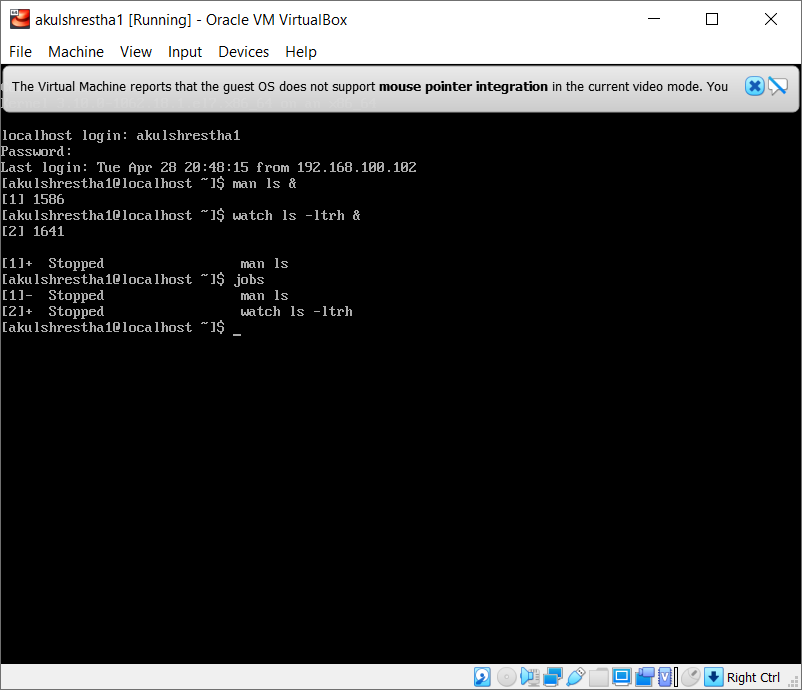 akulshrestha1 [Running] - Oracle VM VirtualBox
File Machine View Input Devices Help
The Virtual Machine reports that the guest OS does not support mouse pointer integration in the current video mode. You
localhost login: akulshrestha1
Password:
Last login: Tue Apr 28 20:48:15 from 192.168.100.102
[akulshrestha1@localhost ~]$ man ls &
[1] 1586
[akulshrestha1@localhost ~]$ watch ls -ltrh &
[2] 1641
[1]+  Stopped                 man ls
[akulshrestha1@localhost ~]$ jobs
[1]-  Stopped                 man ls
[2]+  Stopped                 watch ls -ltrh
[akulshrestha1@localhost ~]$ _
Right Ctrl